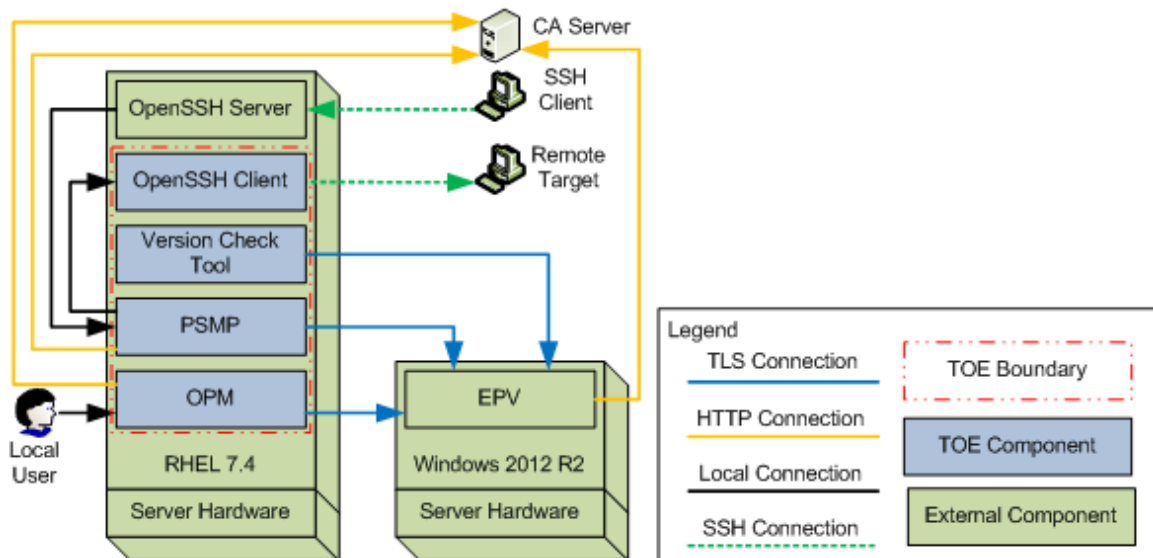 CA Server
SSH
Client
OpenSSH Server
Remote
Target
OpenSSH Client
Version Check
Tool
PSMP
OPM
Local
User
RHEL 7.4
Server Hardware
EPV
Windows 2012 R2
Server Hardware
Legend
TLS Connection
HTTP Connection
Local Connection
SSH Connection
TOE Boundary
TOE Component
External Component